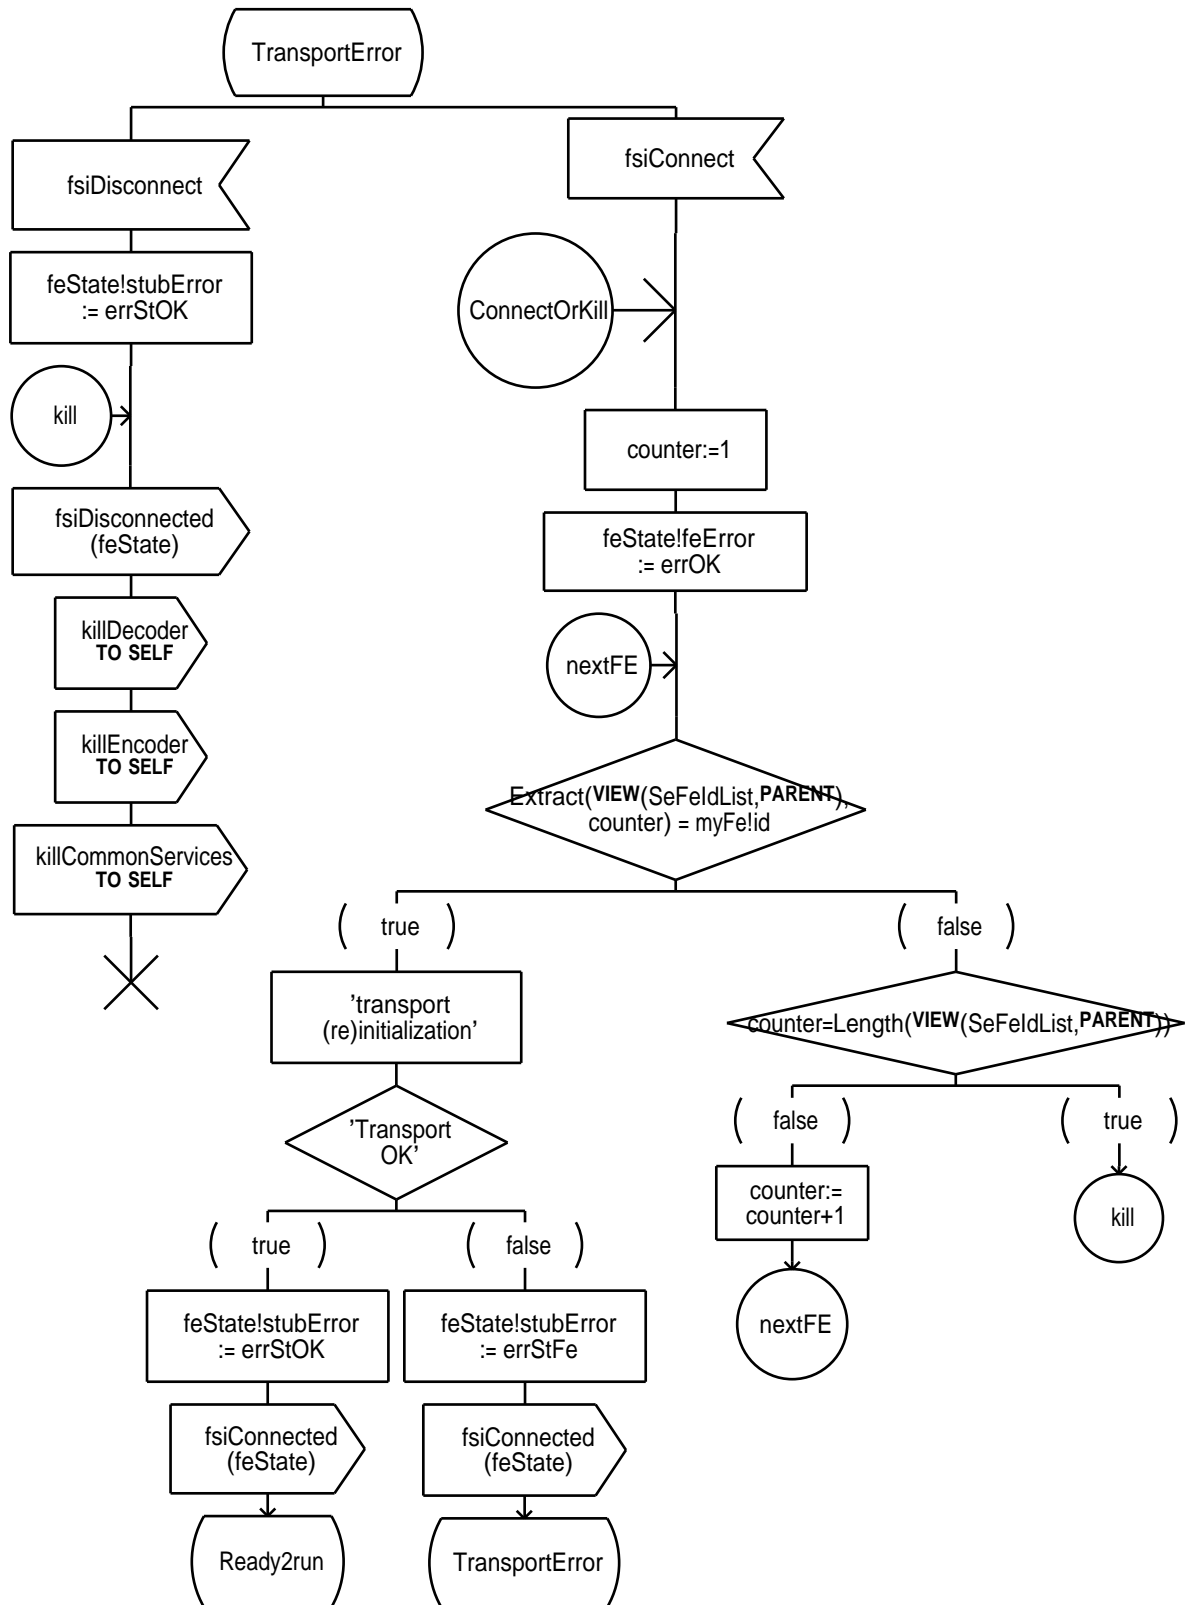 TransportError
fsiDisconnect
feState!stubError
:= errStOK
kill
fsiDisconnected
(feState)
killDecoder
TO SELF
killEncoder
TO SELF
killCommonServices
TO SELF
fsiConnect
ConnectOrKill
counter:=1
feState!feError
:= errOK
nextFE
Extract(VIEW(SeFeIdList,PARENT),
counter) = myFe!id
( true )
'transport
(re)initialization'
'Transport
OK'
( true )
feState!stubError
:= errStOK
fsiConnected
(feState)
Ready2run
( false )
feState!stubError
:= errStFe
fsiConnected
(feState)
TransportError
( false )
counter=Length(VIEW(SeFeIdList,PARENT))
( false )
counter:=
counter+1
nextFE
( true )
kill